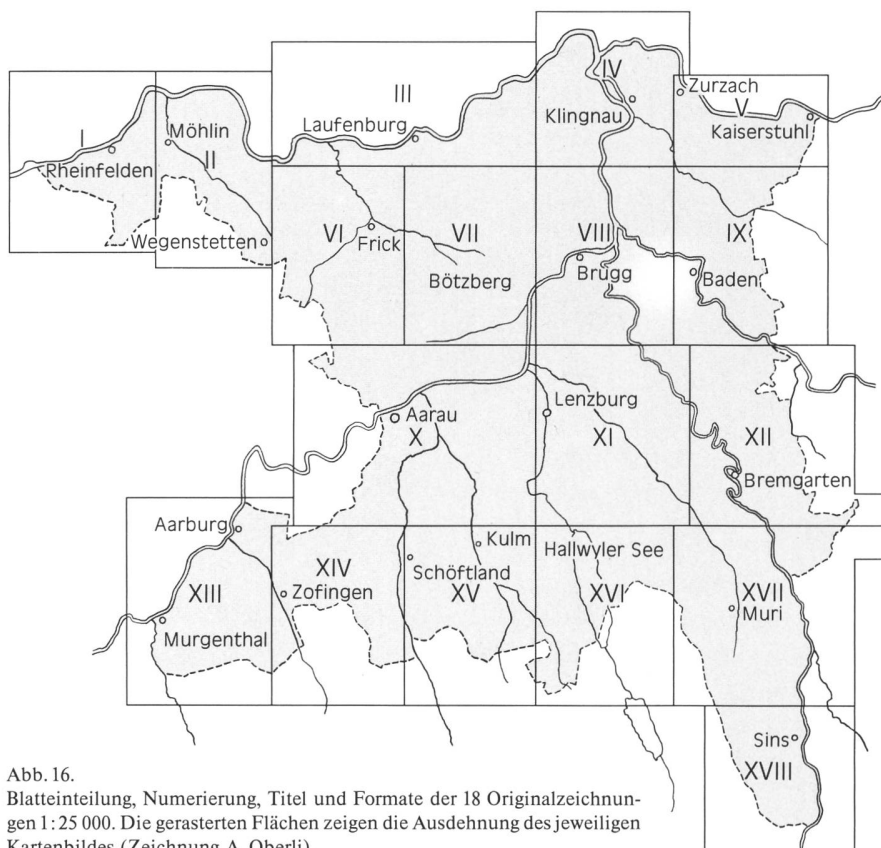 IV
III
Zurzach
V
I
Möhlin
Laufenburg
Klingnau
Kaiserstuhl
Rheinfelden
II
Wegenstetten
VI
Frick
VII
VIII
IX
Bötzberg
Brugg
Baden
Lenzburg
Aarau
X
XI
XII
Bremgarten
Aarburg
Kulm
Hallwyler See
XIII
XIV
Zofingen
Schöftland
XV
XVI
XVII
Muri
Murgenthal
Sins
XVIII
Abb. 16.
Blatteinteilung, Numerierung, Titel und Formate der 18 Originalzeichnun-
gen 1:25 000. Die gerasterten Flächen zeigen die Ausdehnung des jeweiligen
Kartenbildes (Zeichnung A. Oberli).